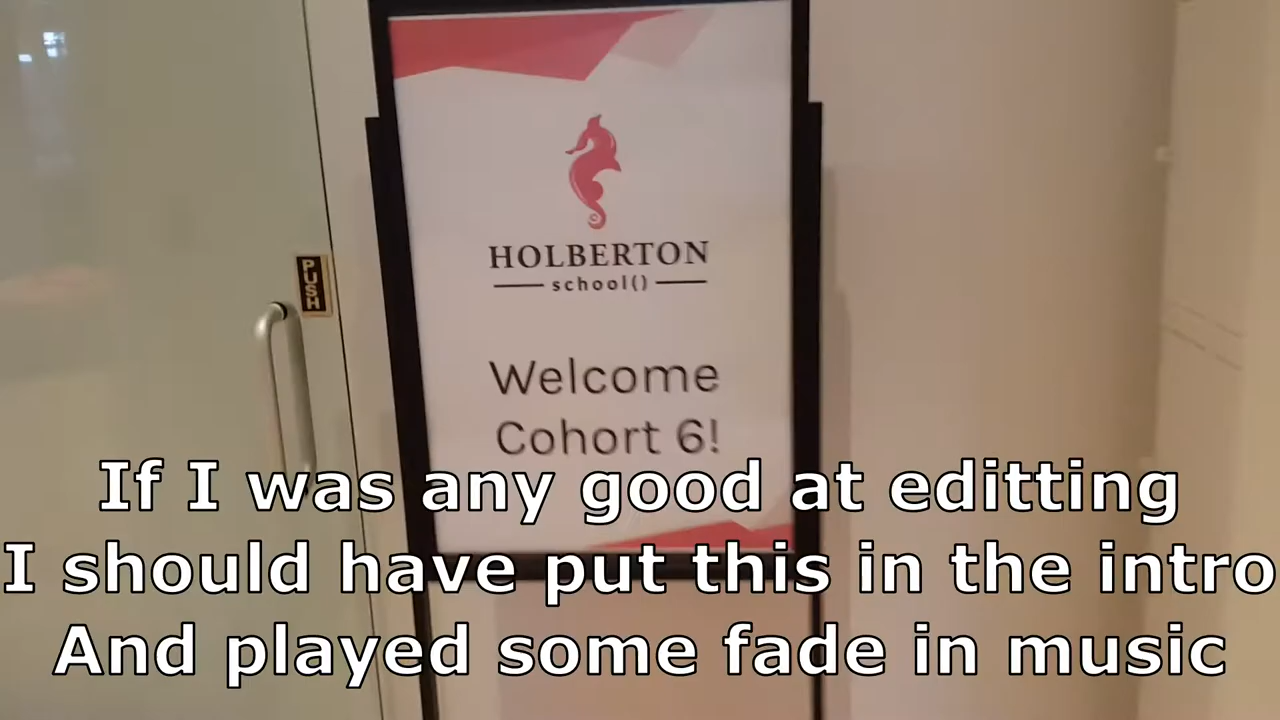 HOLBERTON
school()
PUSH
Welcome
Cohort 6!
If I was any good at editting
I should have put this in the intro
And played some fade in music